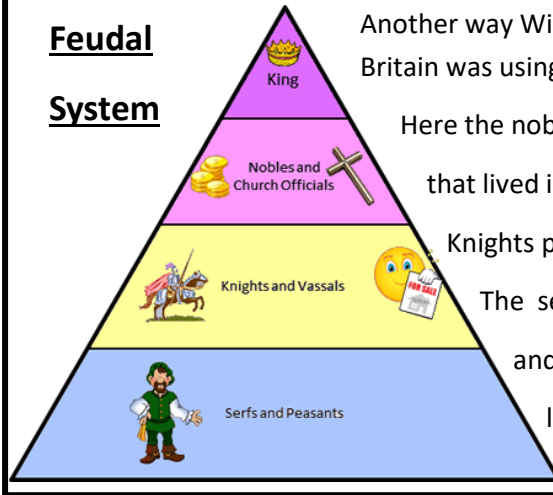 Feudal
System
Another way Wi
Britain was using
Here the nob
that lived i
Knights p
The se
and
l
King
Nobles and
Church Officials
Knights and Vassals
FOR SALE
Serfs and Peasants